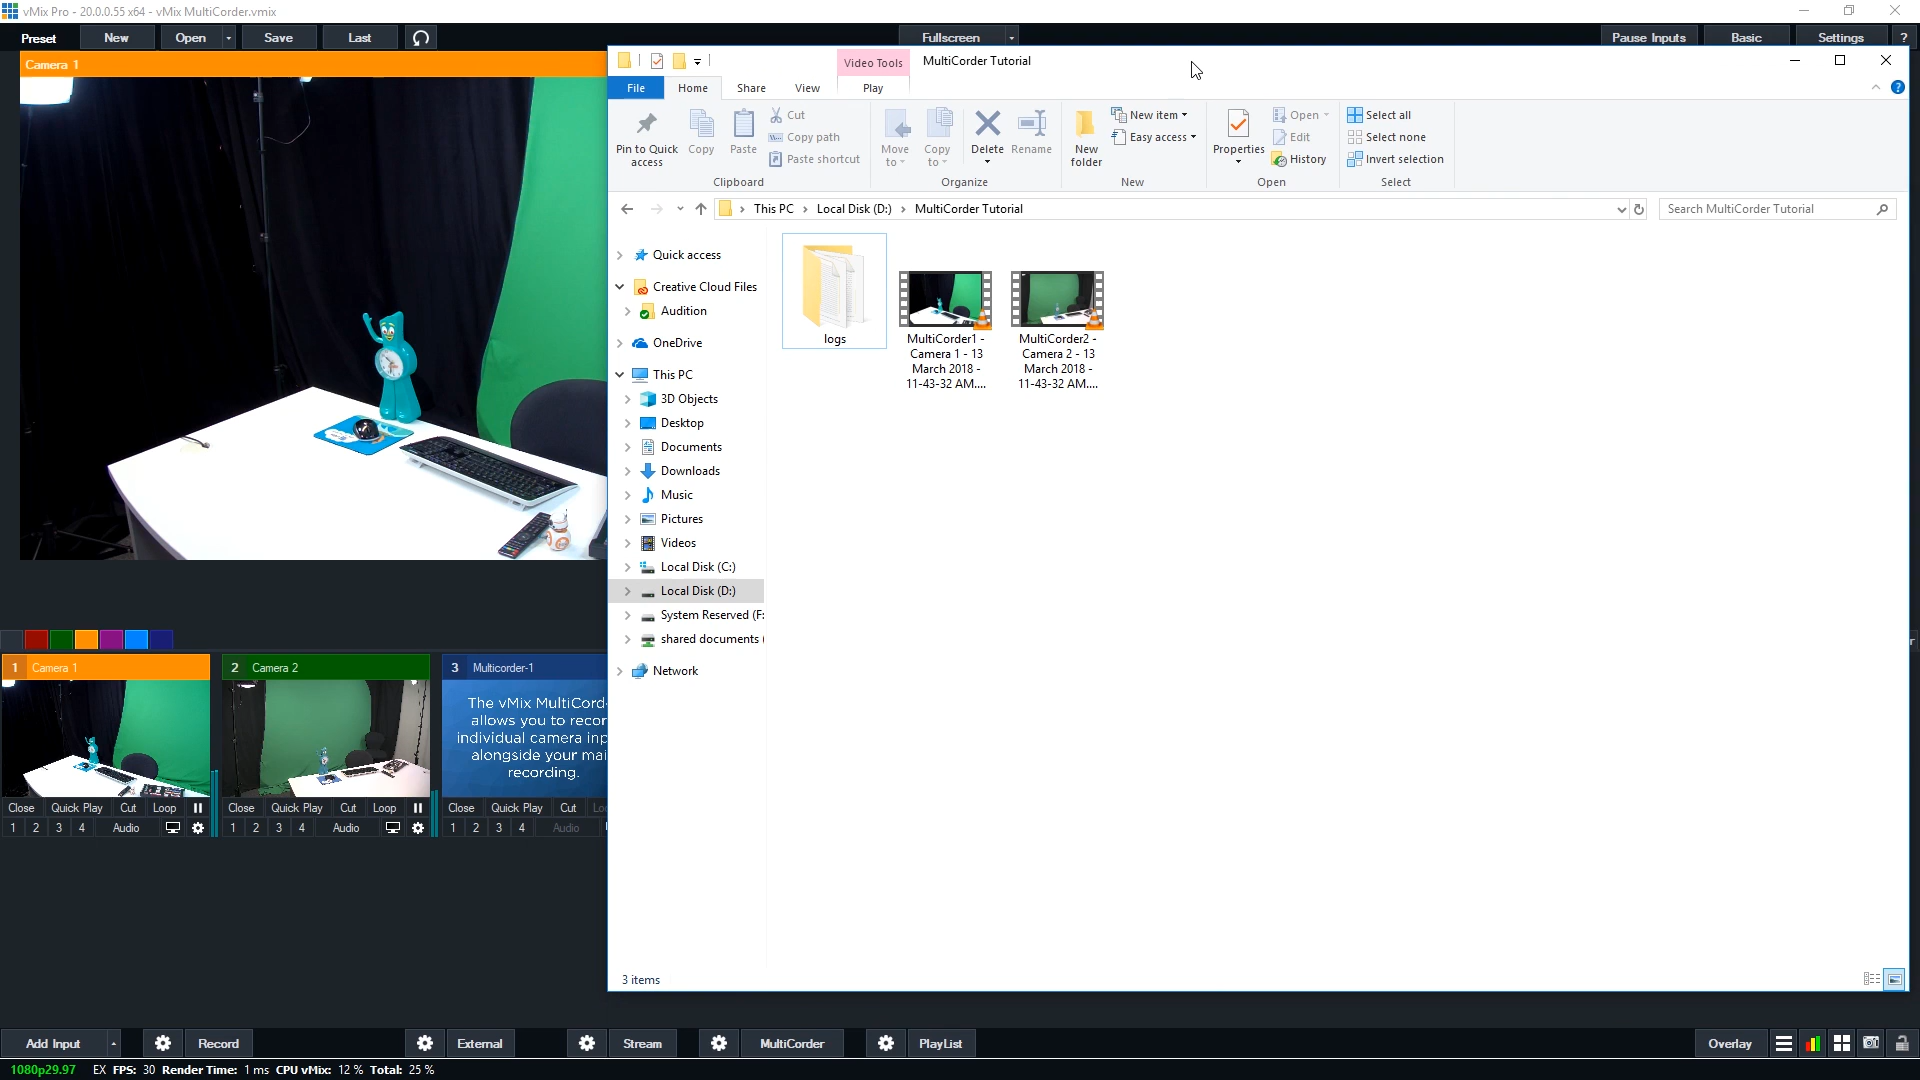 vMix Pro - 20.0.0.55 x64 - vMix MultiCorder.vmix
Preset New Open Save Last Fullscreen Pause Inputs Basic Settings ?
Camera 1
Video Tools MultiCorder Tutorial
File Home Share View Play
Pin to Quick access
Copy
Paste
Cut
Copy path
Paste shortcut
Clipboard
Move to
Copy to
Delete
Rename
Organize
New folder
New item
Easy access
New
Properties
Open
Edit
History
Open
Select all
Select none
Invert selection
Select
This PC Local Disk (D:) MultiCorder Tutorial
Search MultiCorder Tutorial
Quick access
Creative Cloud Files
Audition
OneDrive
This PC
3D Objects
Desktop
Documents
Downloads
Music
Pictures
Videos
Local Disk (C:)
Local Disk (D:)
System Reserved (F:
shared documents (
Network
logs
MultiCorder1 -
Camera 1 - 13
March 2018 -
11-43-32 AM....
MultiCorder2 -
Camera 2 - 13
March 2018 -
11-43-32 AM....
3 items
1 Camera 1
2 Camera 2
3 Multicorder-1
The vMix MultiCord
allows you to recor
individual camera inp
alongside your mai
recording.
Close Quick Play Cut Loop
1 2 3 4 Audio
Close Quick Play Cut Loop
1 2 3 4 Audio
Close Quick Play Cut Lo
1 2 3 4 Audio
Add Input Record External Stream MultiCorder PlayList Overlay
1080p29.97 EX FPS: 30 Render Time: 1 ms CPU vMix: 12 % Total: 25 %